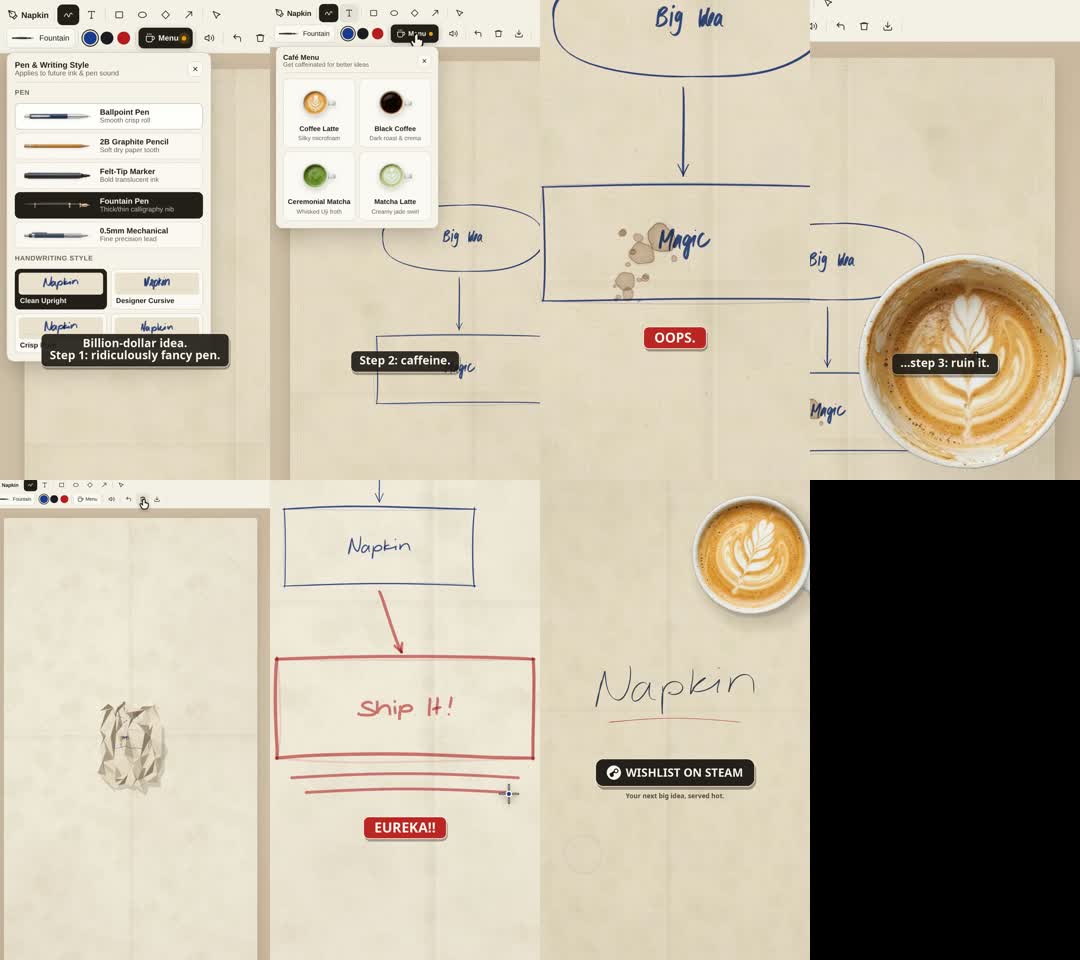 Napkin
T
Fountain
Menu
Pen & Writing Style
Applies to future ink & pen sound
PEN
Ballpoint Pen
Smooth crisp roll
2B Graphite Pencil
Soft dry paper tooth
Felt-Tip Marker
Bold translucent ink
Fountain Pen
Thick/thin calligraphy nib
0.5mm Mechanical
Fine precision lead
HANDWRITING STYLE
Napkin
Clean Upright
Napkin
Designer Cursive
Napkin
Crisp
Napkin
Billion-dollar idea.
Step 1: ridiculously fancy pen.
Napkin
T
Fountain
Menu
Café Menu
Get caffeinated for better ideas
Coffee Latte
Silky microfoam
Black Coffee
Dark roast & crema
Ceremonial Matcha
Whisked Uji froth
Matcha Latte
Creamy jade swirl
Big Idea
Step 2: caffeine.
Big Idea
Magic
OOPS.
Big Idea
...step 3: ruin it.
Magic
Napkin
T
Fountain
Menu
Napkin
Ship It!
EUREKA!!
Napkin
WISHLIST ON STEAM
Your next big idea, served hot.